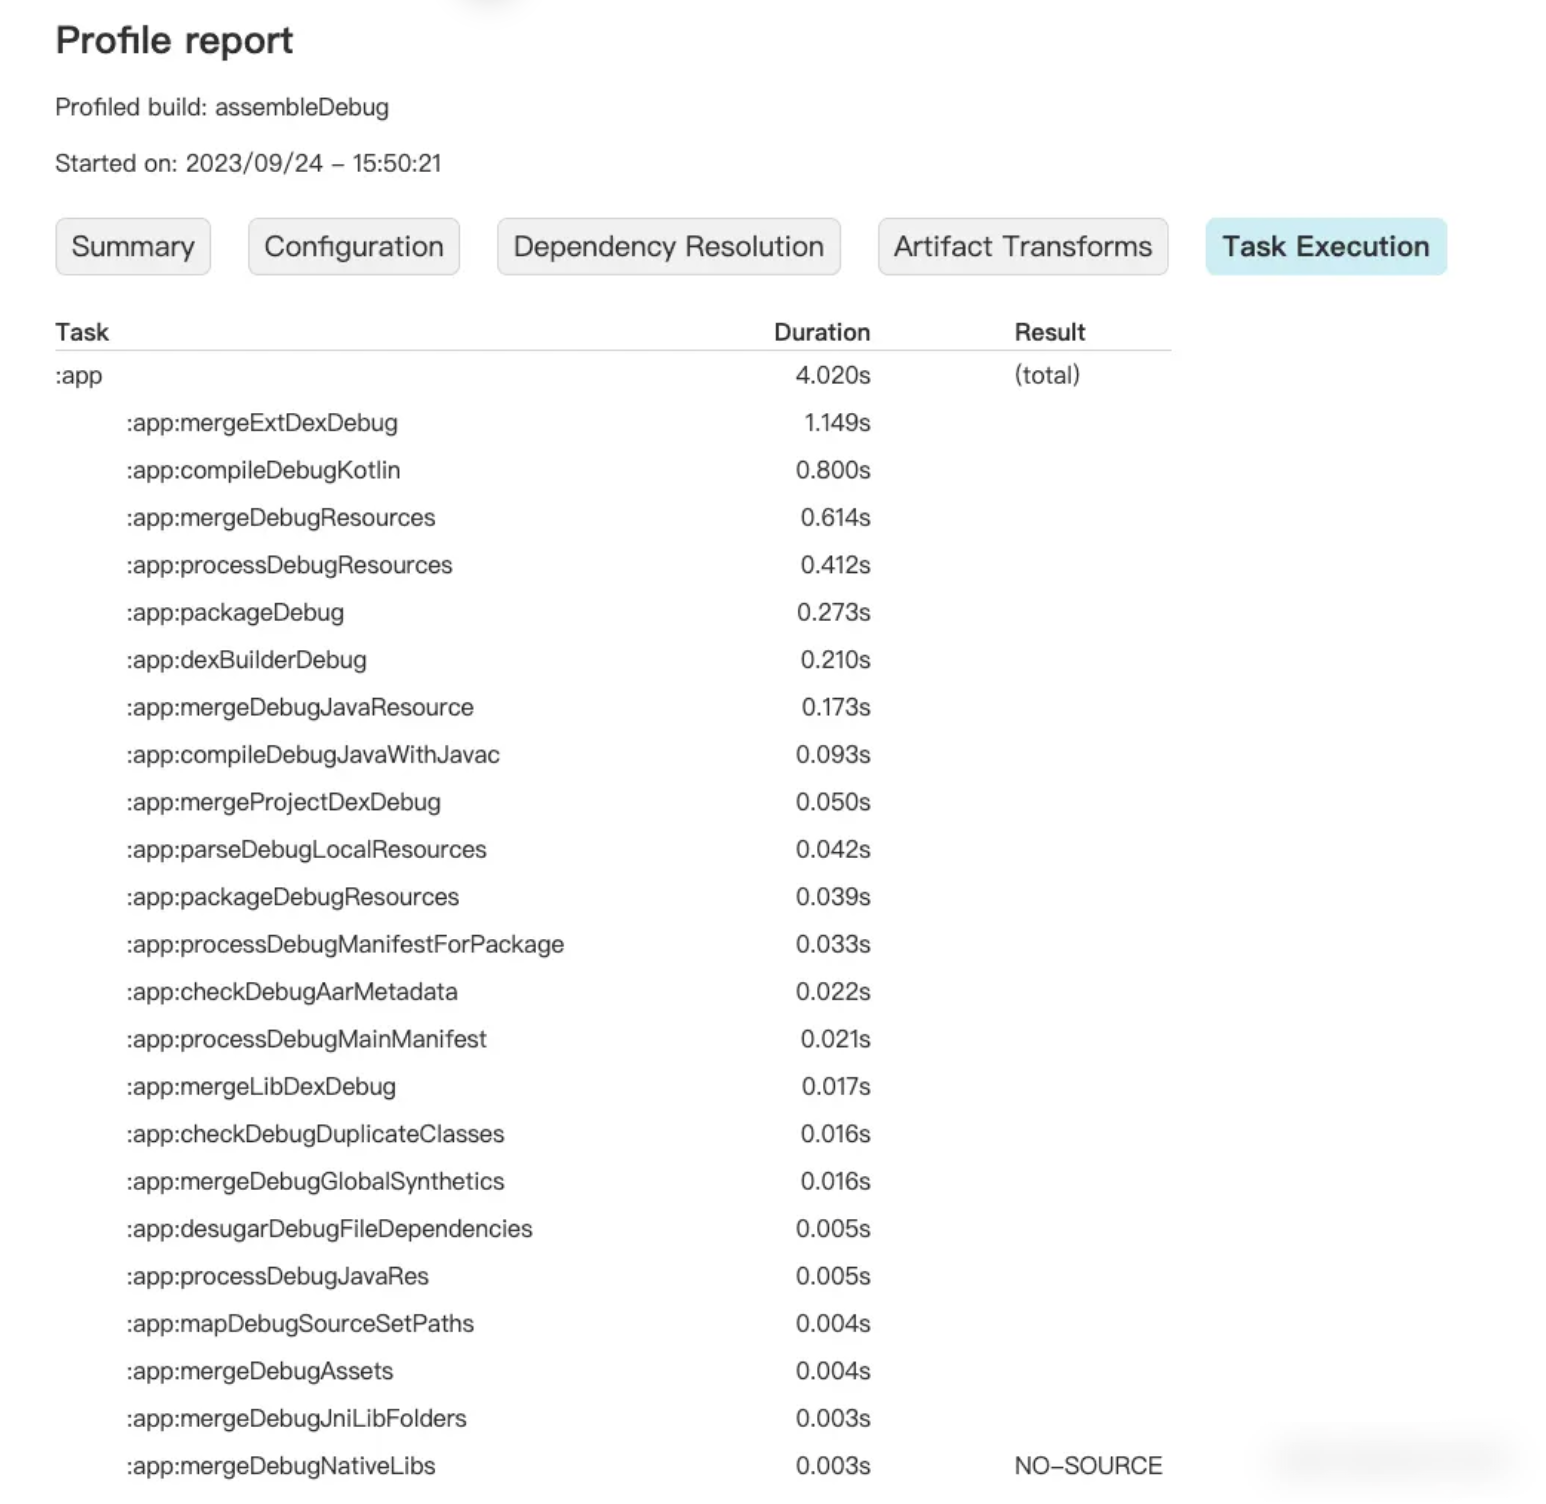 Profile report
Profiled build: assembleDebug
Started on: 2023/09/24 – 15:50:21
Summary Configuration Dependency Resolution Artifact Transforms Task Execution
Task Duration Result
:app 4.020s (total)
:app:mergeExtDexDebug 1.149s
:app:compileDebugKotlin 0.800s
:app:mergeDebugResources 0.614s
:app:processDebugResources 0.412s
:app:packageDebug 0.273s
:app:dexBuilderDebug 0.210s
:app:mergeDebugJavaResource 0.173s
:app:compileDebugJavaWithJavac 0.093s
:app:mergeProjectDexDebug 0.050s
:app:parseDebugLocalResources 0.042s
:app:packageDebugResources 0.039s
:app:processDebugManifestForPackage 0.033s
:app:checkDebugAarMetadata 0.022s
:app:processDebugMainManifest 0.021s
:app:mergeLibDexDebug 0.017s
:app:checkDebugDuplicateClasses 0.016s
:app:mergeDebugGlobalSynthetics 0.016s
:app:desugarDebugFileDependencies 0.005s
:app:processDebugJavaRes 0.005s
:app:mapDebugSourceSetPaths 0.004s
:app:mergeDebugAssets 0.004s
:app:mergeDebugJniLibFolders 0.003s
:app:mergeDebugNativeLibs 0.003s NO–SOURCE